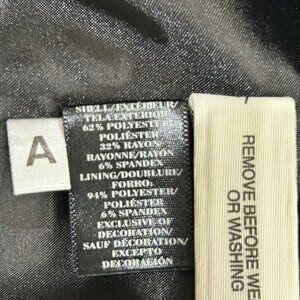 A
SHELL/EXTÉRIEUR/
TELA EXTERIOR
62% POLYESTER/
POLIÉSTER
32% RAYON/
RAYONNE/RAYÓN
6% SPANDEX
LINING/DOUBLURE/
FORRO:
94% POLYESTER/
POLIÉSTER
6% SPANDEX
EXCLUSIVE OF
DECORATION/
SAUF DÉCORATION/
EXCEPTO
DECORACIÓN
REMOVE BEFORE WE
OR WASHING